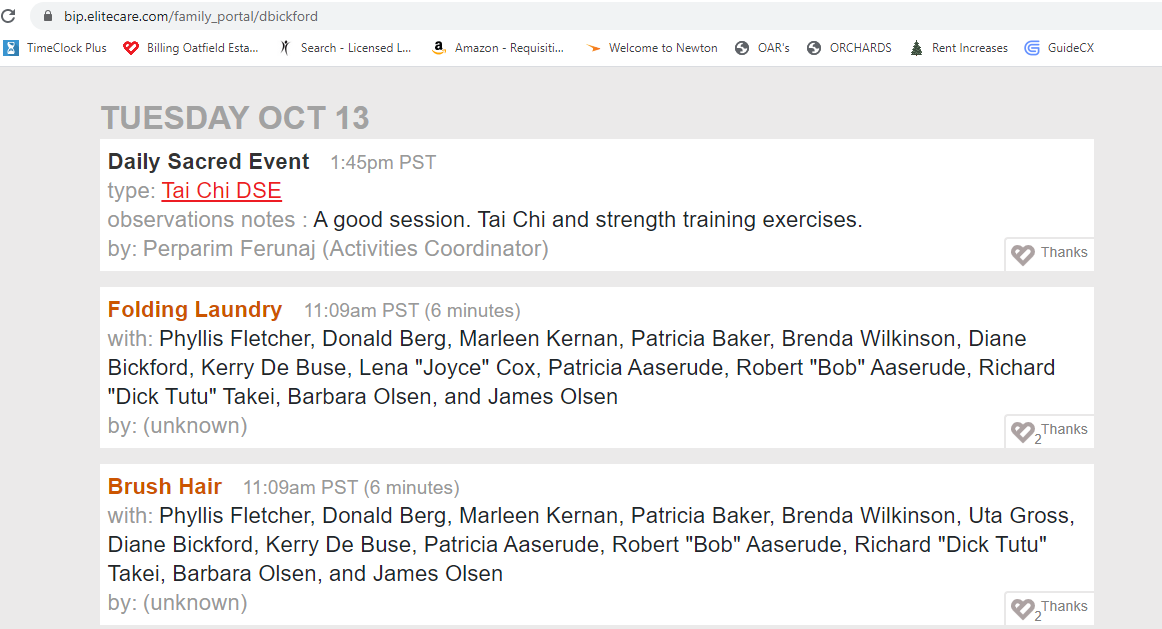 bip.elitecare.com/family_portal/dbickford
TimeClock Plus Billing Oatfield Esta... Search - Licensed L... Amazon - Requisiti... Welcome to Newton OAR's ORCHARDS Rent Increases GuideCX
TUESDAY OCT 13
Daily Sacred Event 1:45pm PST
type: Tai Chi DSE
observations notes : A good session. Tai Chi and strength training exercises.
by: Perparim Ferunaj (Activities Coordinator)
Thanks
Folding Laundry 11:09am PST (6 minutes)
with: Phyllis Fletcher, Donald Berg, Marleen Kernan, Patricia Baker, Brenda Wilkinson, Diane
Bickford, Kerry De Buse, Lena "Joyce" Cox, Patricia Aaserude, Robert "Bob" Aaserude, Richard
"Dick Tutu" Takei, Barbara Olsen, and James Olsen
by: (unknown)
2 Thanks
Brush Hair 11:09am PST (6 minutes)
with: Phyllis Fletcher, Donald Berg, Marleen Kernan, Patricia Baker, Brenda Wilkinson, Uta Gross,
Diane Bickford, Kerry De Buse, Patricia Aaserude, Robert "Bob" Aaserude, Richard "Dick Tutu"
Takei, Barbara Olsen, and James Olsen
by: (unknown)
2 Thanks